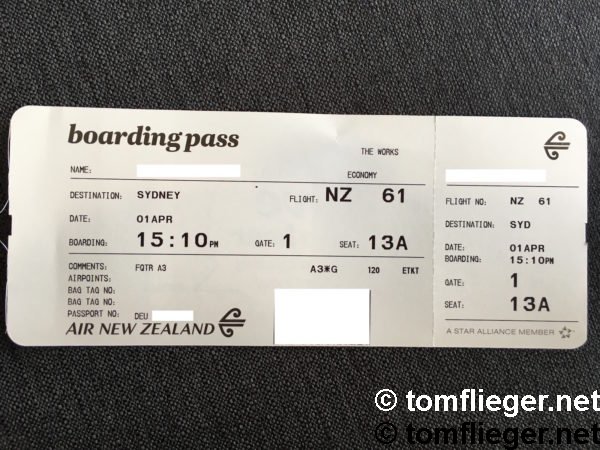 boarding pass
THE WORKS
NAME:
ECONOMY
DESTINATION: SYDNEY FLIGHT: NZ 61
DATE: 01APR
BOARDING: 15:10PM GATE: 1 SEAT: 13A
COMMENTS: FQTR A3 A3*G 120 ETKT
AIRPOINTS:
BAG TAG NO:
BAG TAG NO:
PASSPORT NO: DEU
AIR NEW ZEALAND
FLIGHT NO: NZ 61
DESTINATION: SYD
DATE: 01APR
BOARDING: 15:10PM
GATE: 1
SEAT: 13A
A STAR ALLIANCE MEMBER
© tomflieger.net
© tomflieger.net